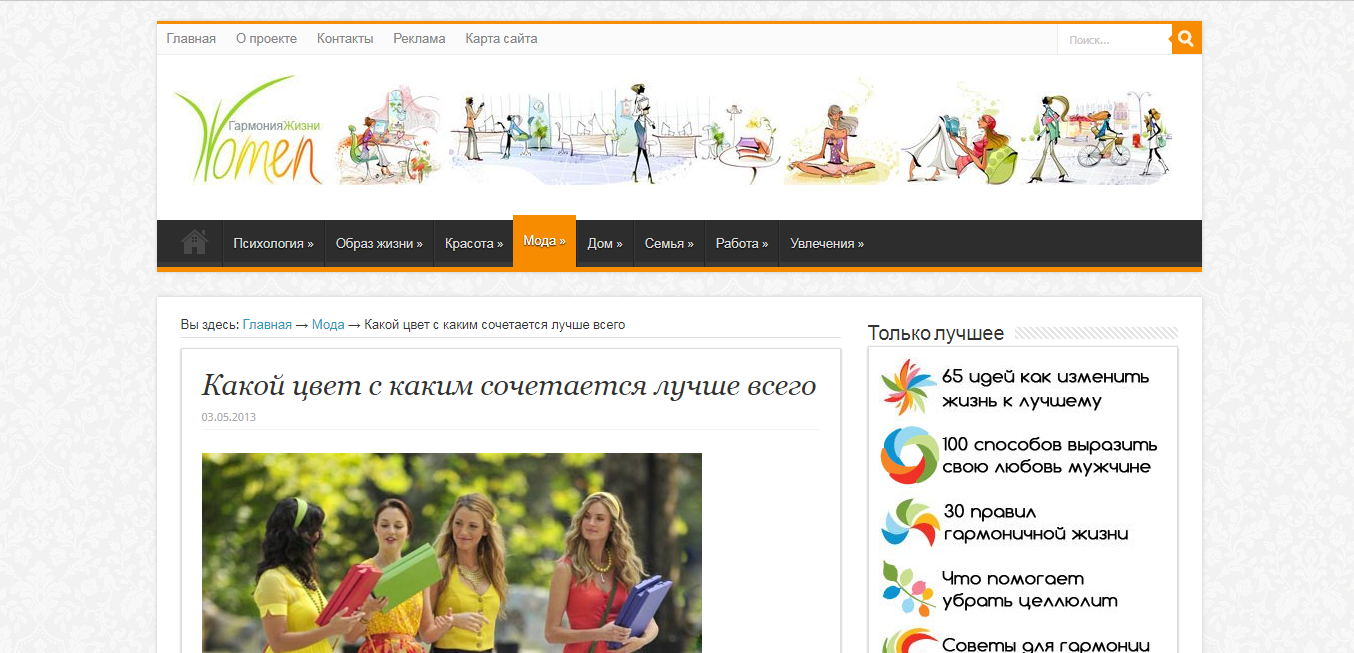 Главная О проекте Контакты Реклама Карта сайта Поиск...
ГармонияЖизни
Women
Психология » Образ жизни » Красота » Мода » Дом » Семья » Работа » Увлечения »
Вы здесь: Главная → Мода → Какой цвет с каким сочетается лучше всего
Какой цвет с каким сочетается лучше всего
03.05.2013
Только лучшее
65 идей как изменить
жизнь к лучшему
100 способов выразить
свою любовь мужчине
30 правил
гармоничной жизни
Что помогает
убрать целлюлит
Советы для гармонии